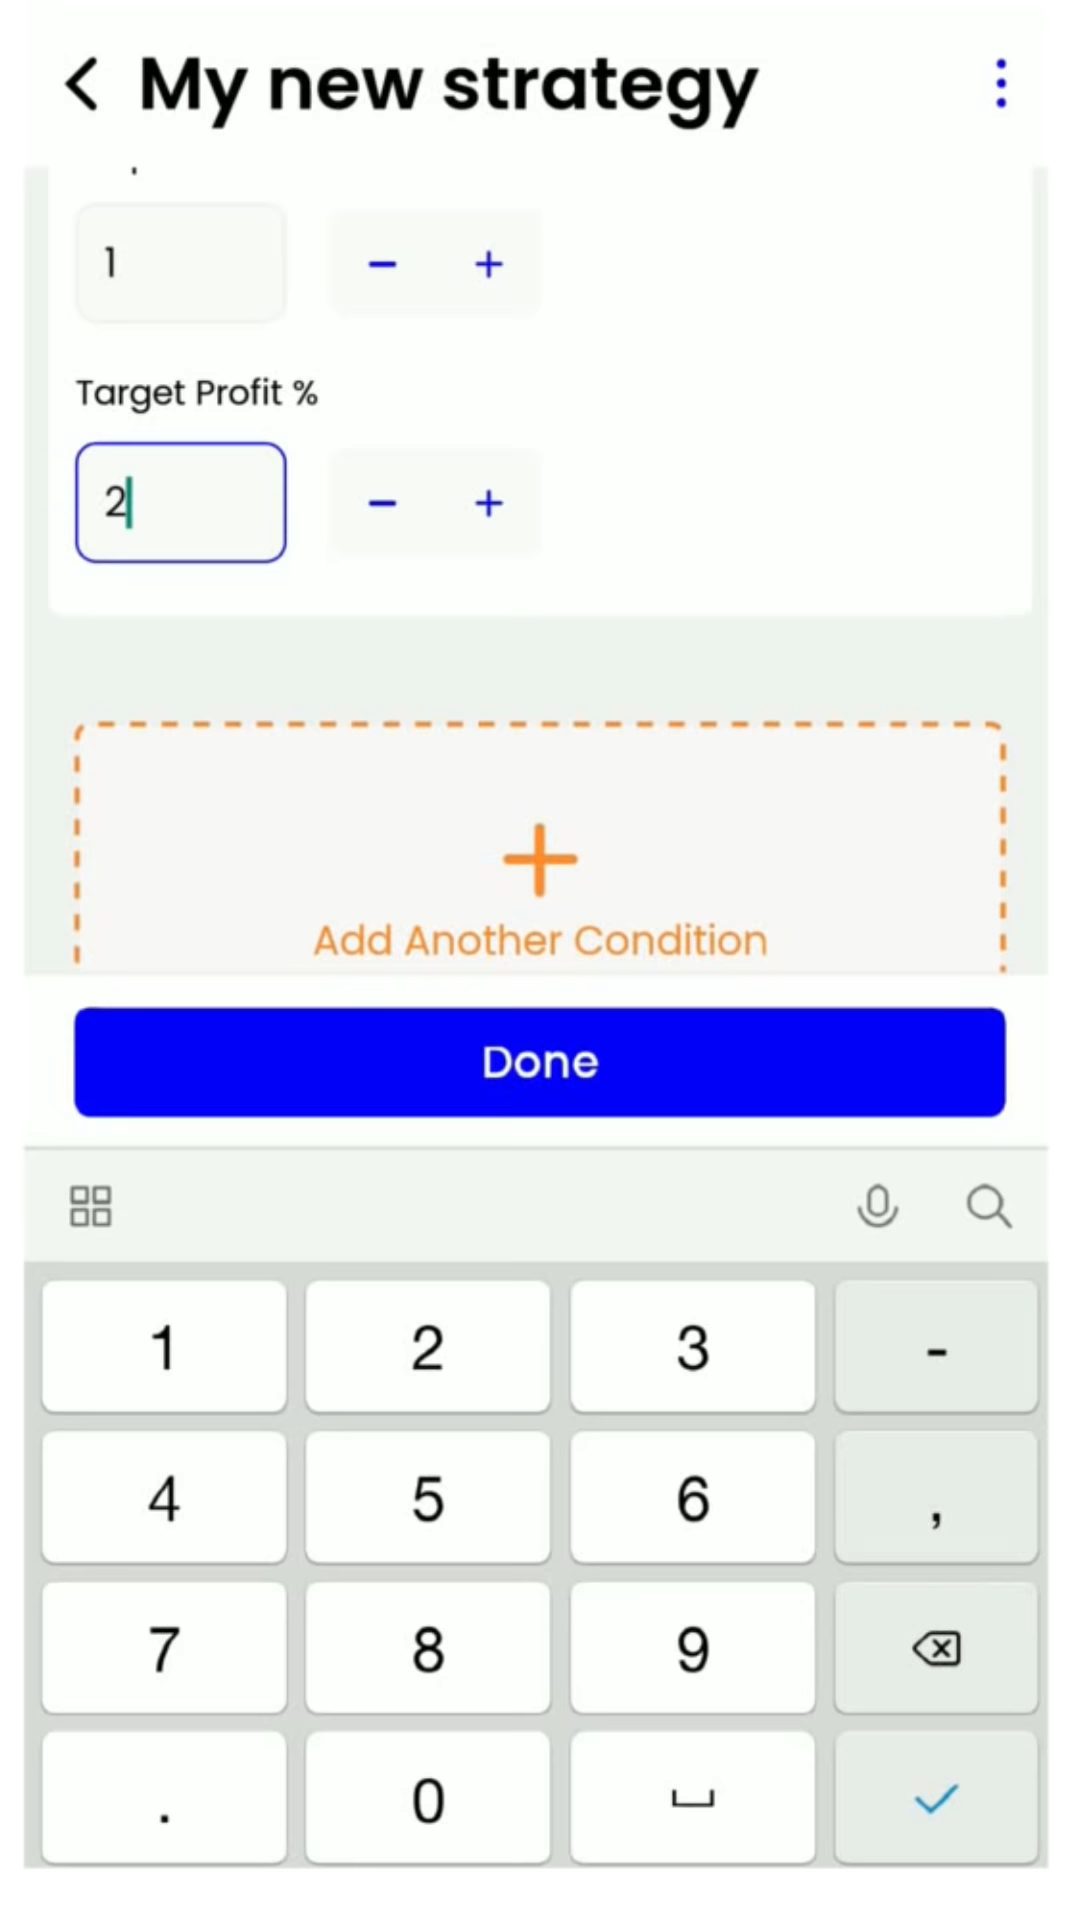 My new strategy
1
Target Profit %
2
Add Another Condition
Done
1 2 3 -
4 5 6 ,
7 8 9
. 0